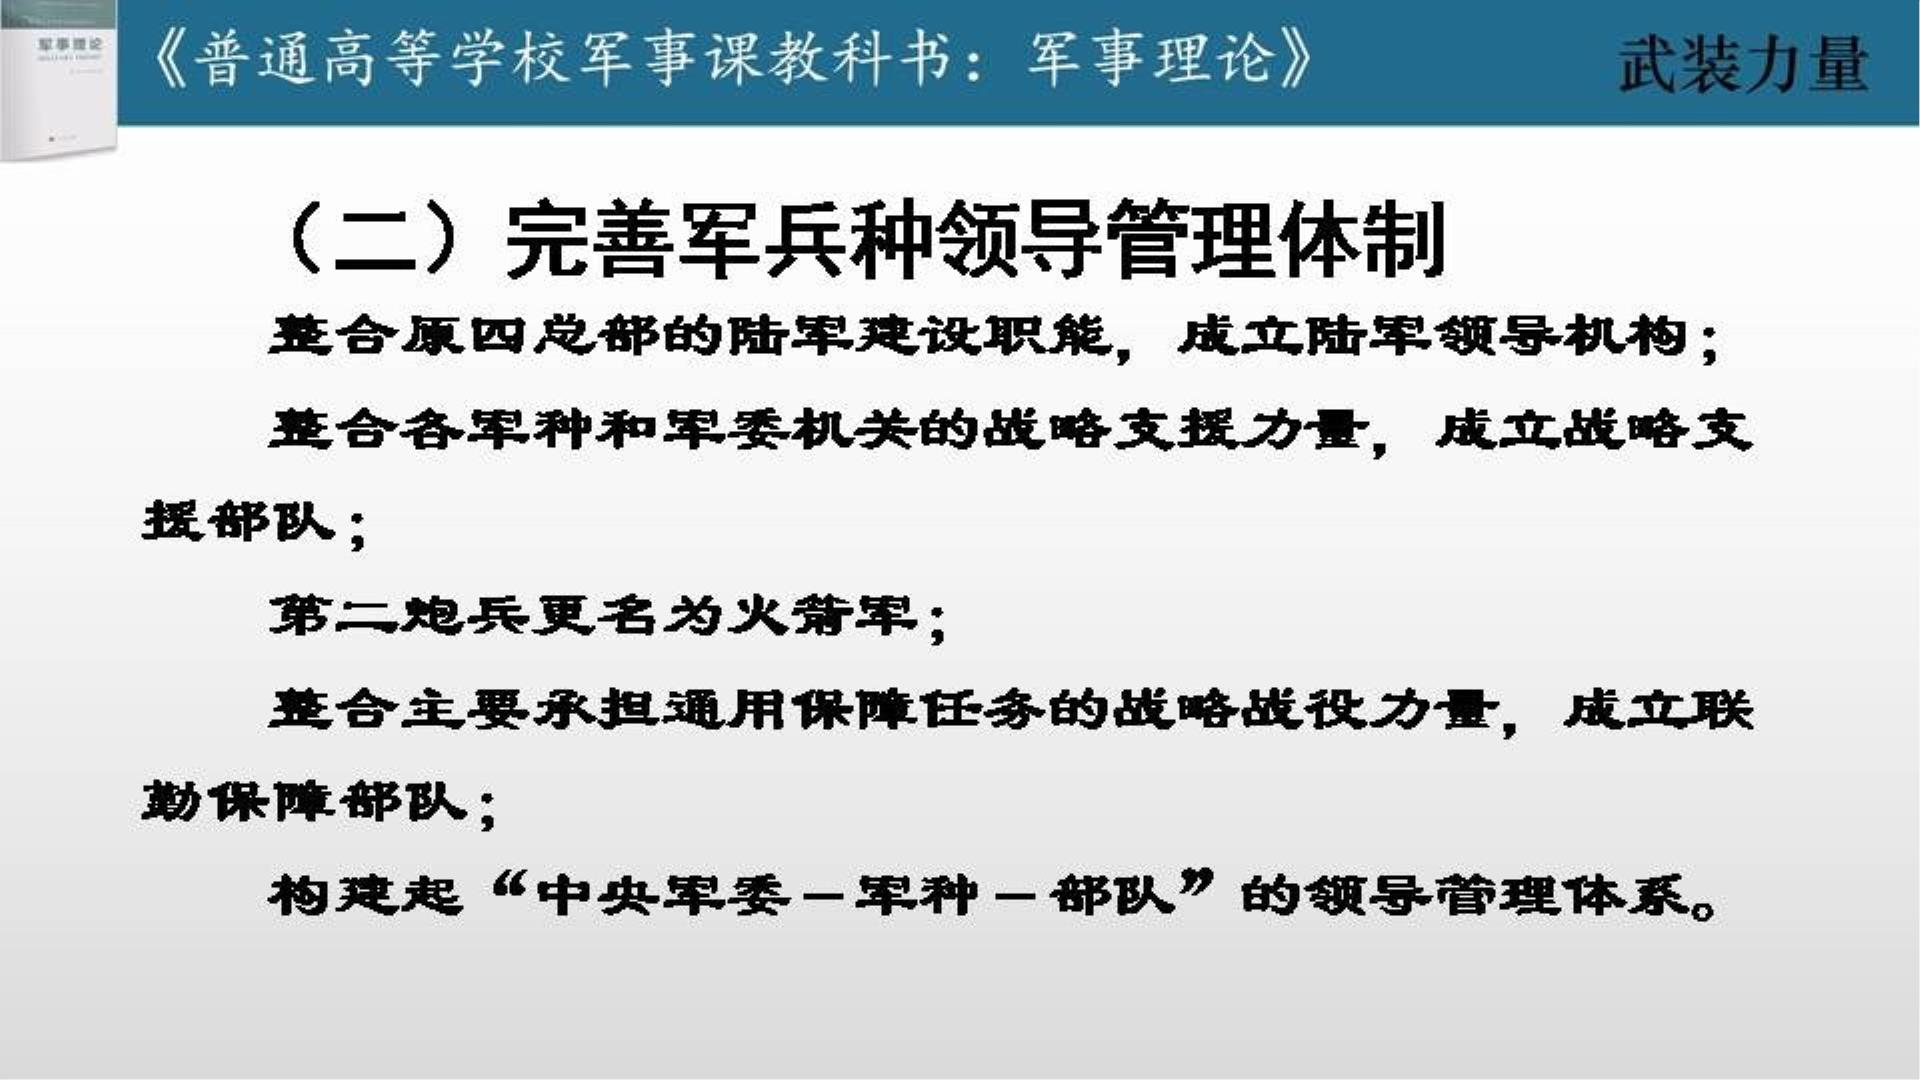 军事理论
《普通高等学校军事课教科书：军事理论》
武装力量
（二）完善军兵种领导管理体制
整合原四总部的陆军建设职能，成立陆军领导机构；
整合各军种和军委机关的战略支援力量，成立战略支
援部队；
第二炮兵更名为火箭军；
整合主要承担通用保障任务的战略战役力量，成立联
勤保障部队；
构建起“中央军委－军种－部队”的领导管理体系。